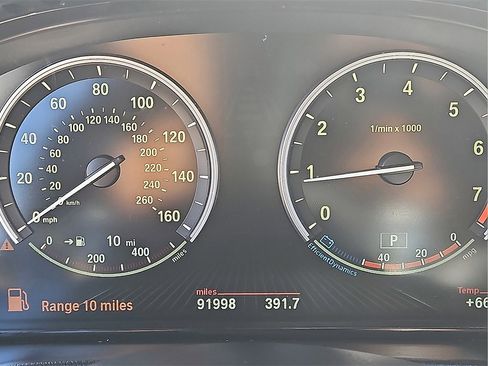 20 40 60 80 100 120 140 160
0 mph
20 40 60 80 100 120 140 160 180 200 220 240 260
0 km/h
0 10 mi
200 400
miles
Range 10 miles
miles
91998 391.7
0 1 2 3 4 5 6 7
1/min x 1000
P
40 20 0
mpg
EfficientDynamics
Temp
+66